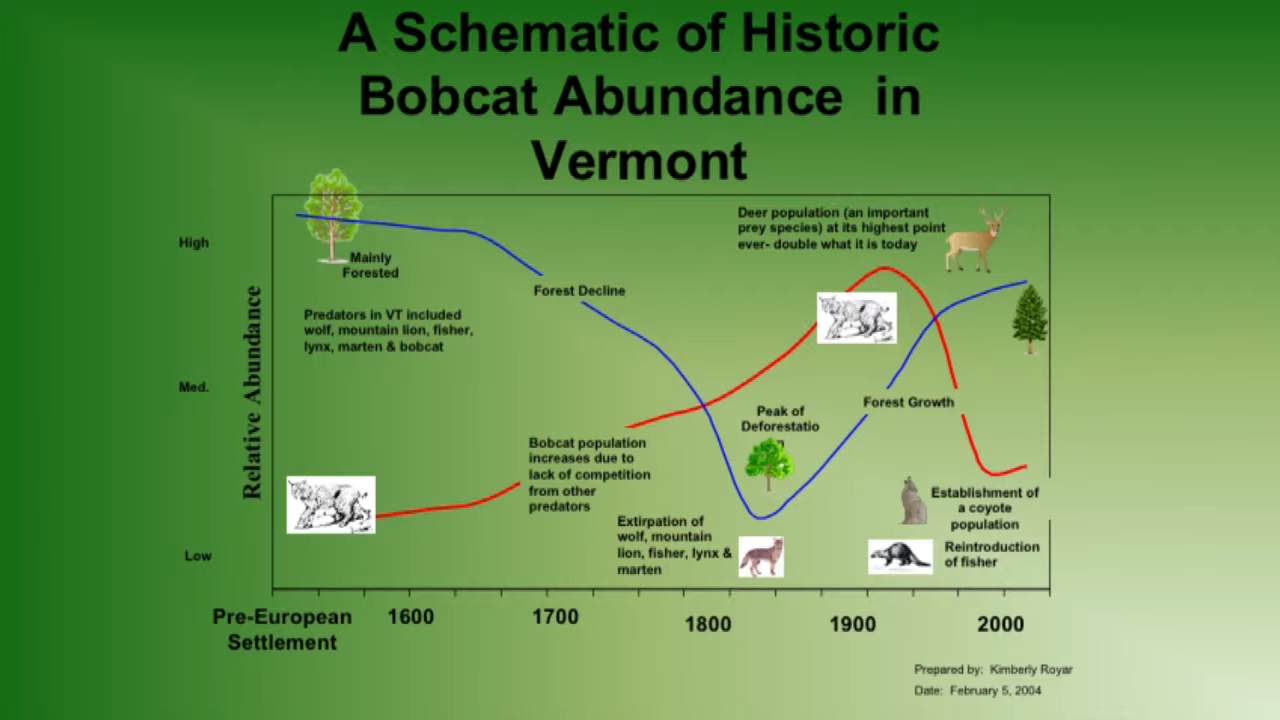 A Schematic of Historic
Bobcat Abundance in
Vermont
Deer population (an important
prey species) at its highest point
ever- double what it is today
High
Mainly
Forested
Forest Decline
Predators in VT included
wolf, mountain lion, fisher,
lynx, marten & bobcat
Relative Abundance
Med.
Forest Growth
Peak of
Deforestatio
n
Bobcat population
increases due to
lack of competition
from other
predators
Establishment of
a coyote
population
Extirpation of
wolf, mountain
lion, fisher, lynx &
marten
Reintroduction
of fisher
Low
Pre-European
Settlement
1600
1700
1800
1900
2000
Prepared by: Kimberly Royar
Date: February 5, 2004